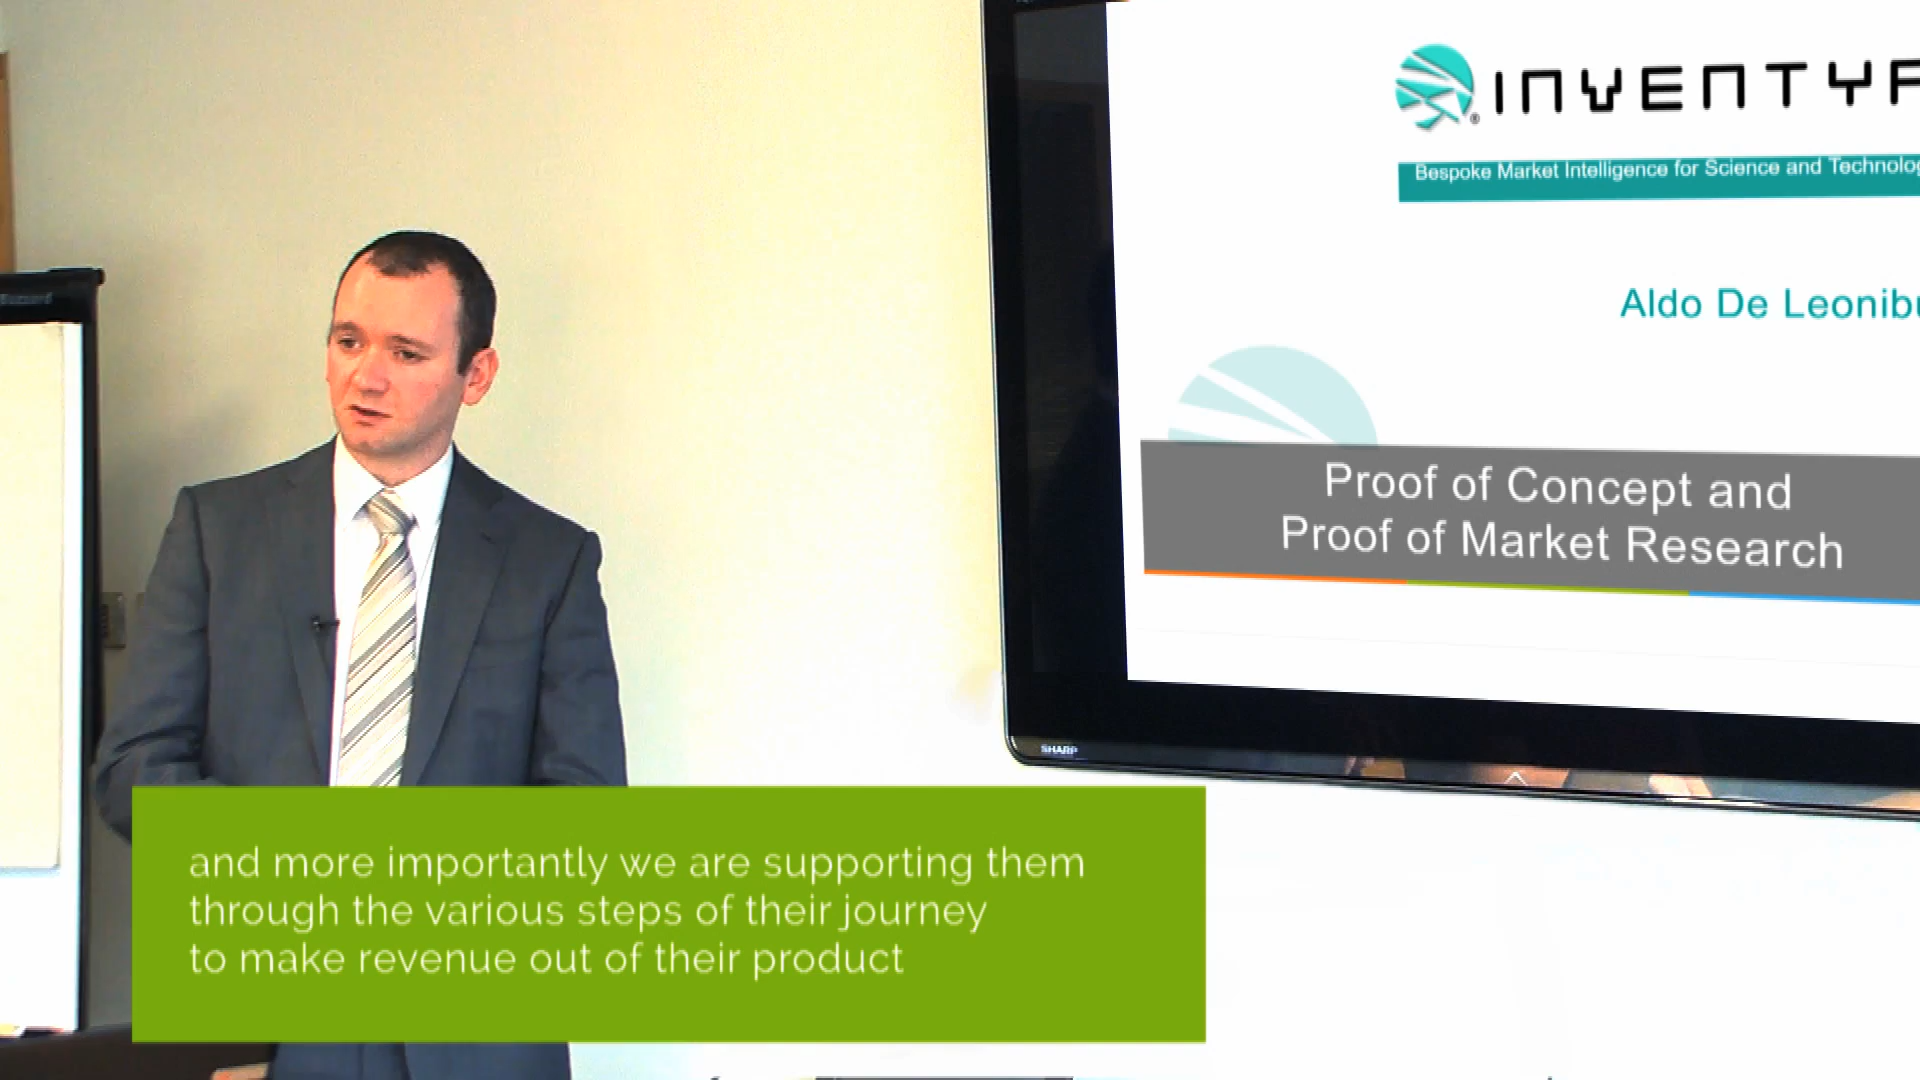 INVENTYA
®
Bespoke Market Intelligence for Science and Technolog
Aldo De Leonibu
Proof of Concept and
Proof of Market Research
SHARP
and more importantly we are supporting them
through the various steps of their journey
to make revenue out of their product